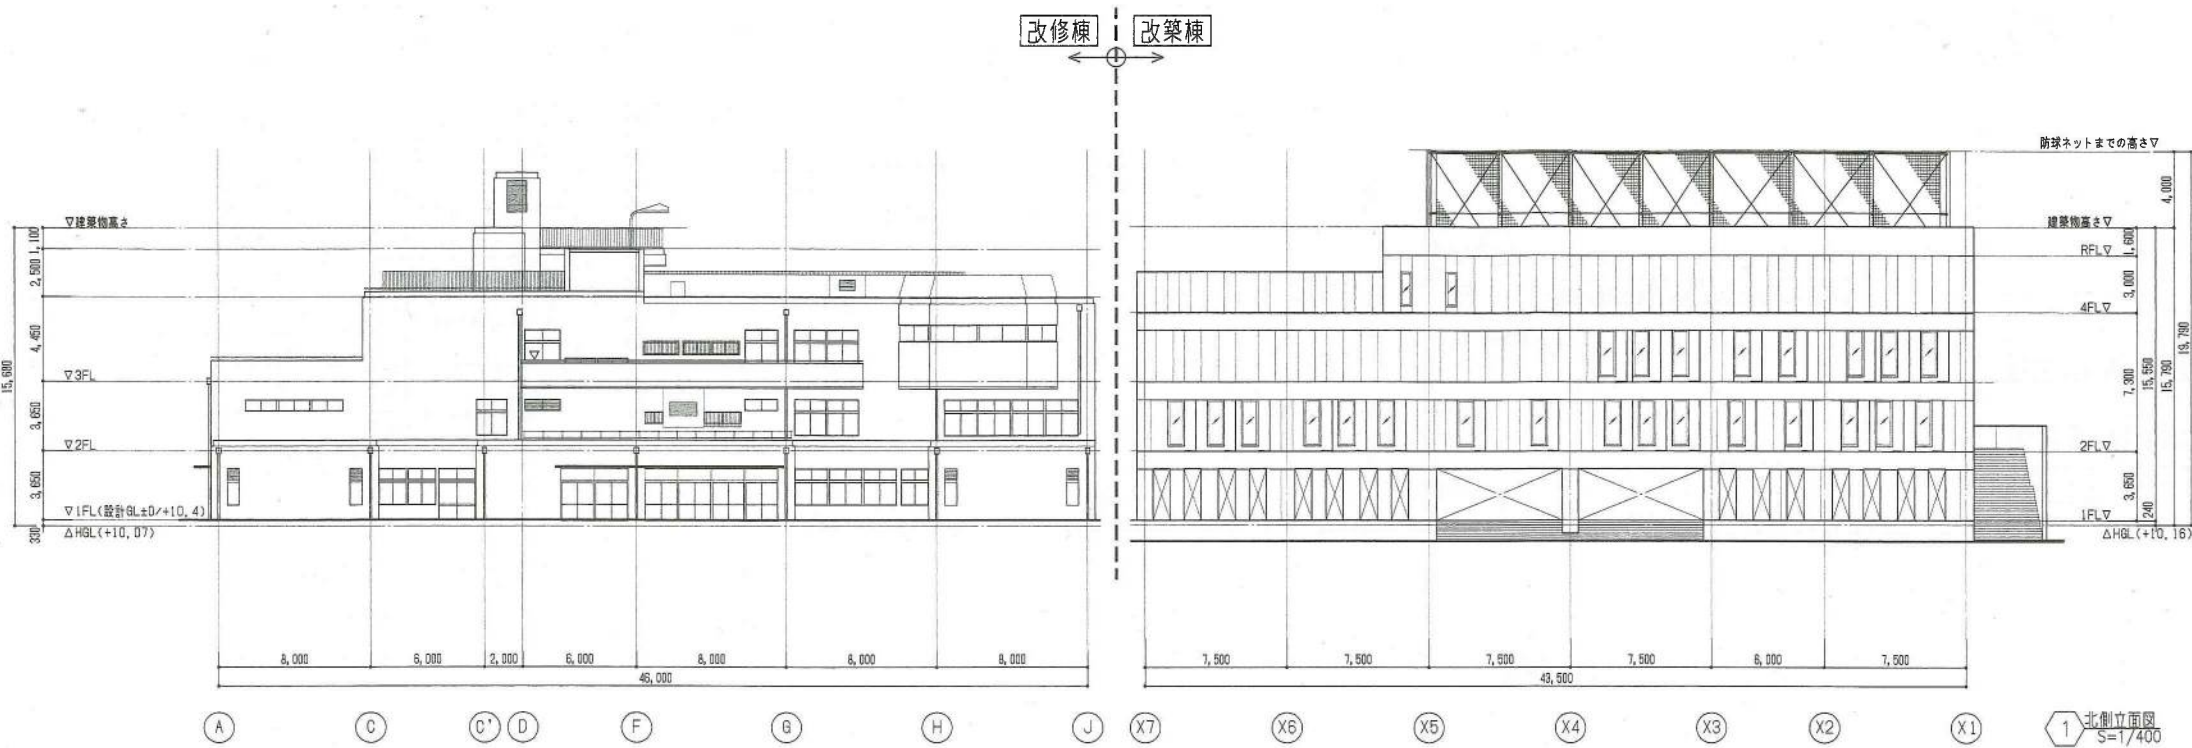 改修棟
改築棟
防球ネットまでの高さ▽
4,000
▽建築物高さ
建築物高さ▽
1,100
1,600
RFL▽
2,500
3,000
4FL▽
4,450
19,790
15,680
▽3FL
7,300
15,550
15,790
3,650
▽2FL
2FL▽
3,650
3,650
240
▽1FL(設計GL±0/+10,4)
1FL▽
330
△HGL(+10,07)
△HGL(+10,16)
8,000 6,000 2,000 6,000 8,000 8,000 8,000
7,500 7,500 7,500 7,500 6,000 7,500
46,000
43,500
A C C' D F G H J X7 X6 X5 X4 X3 X2 X1
1 北側立面図
S=1/400